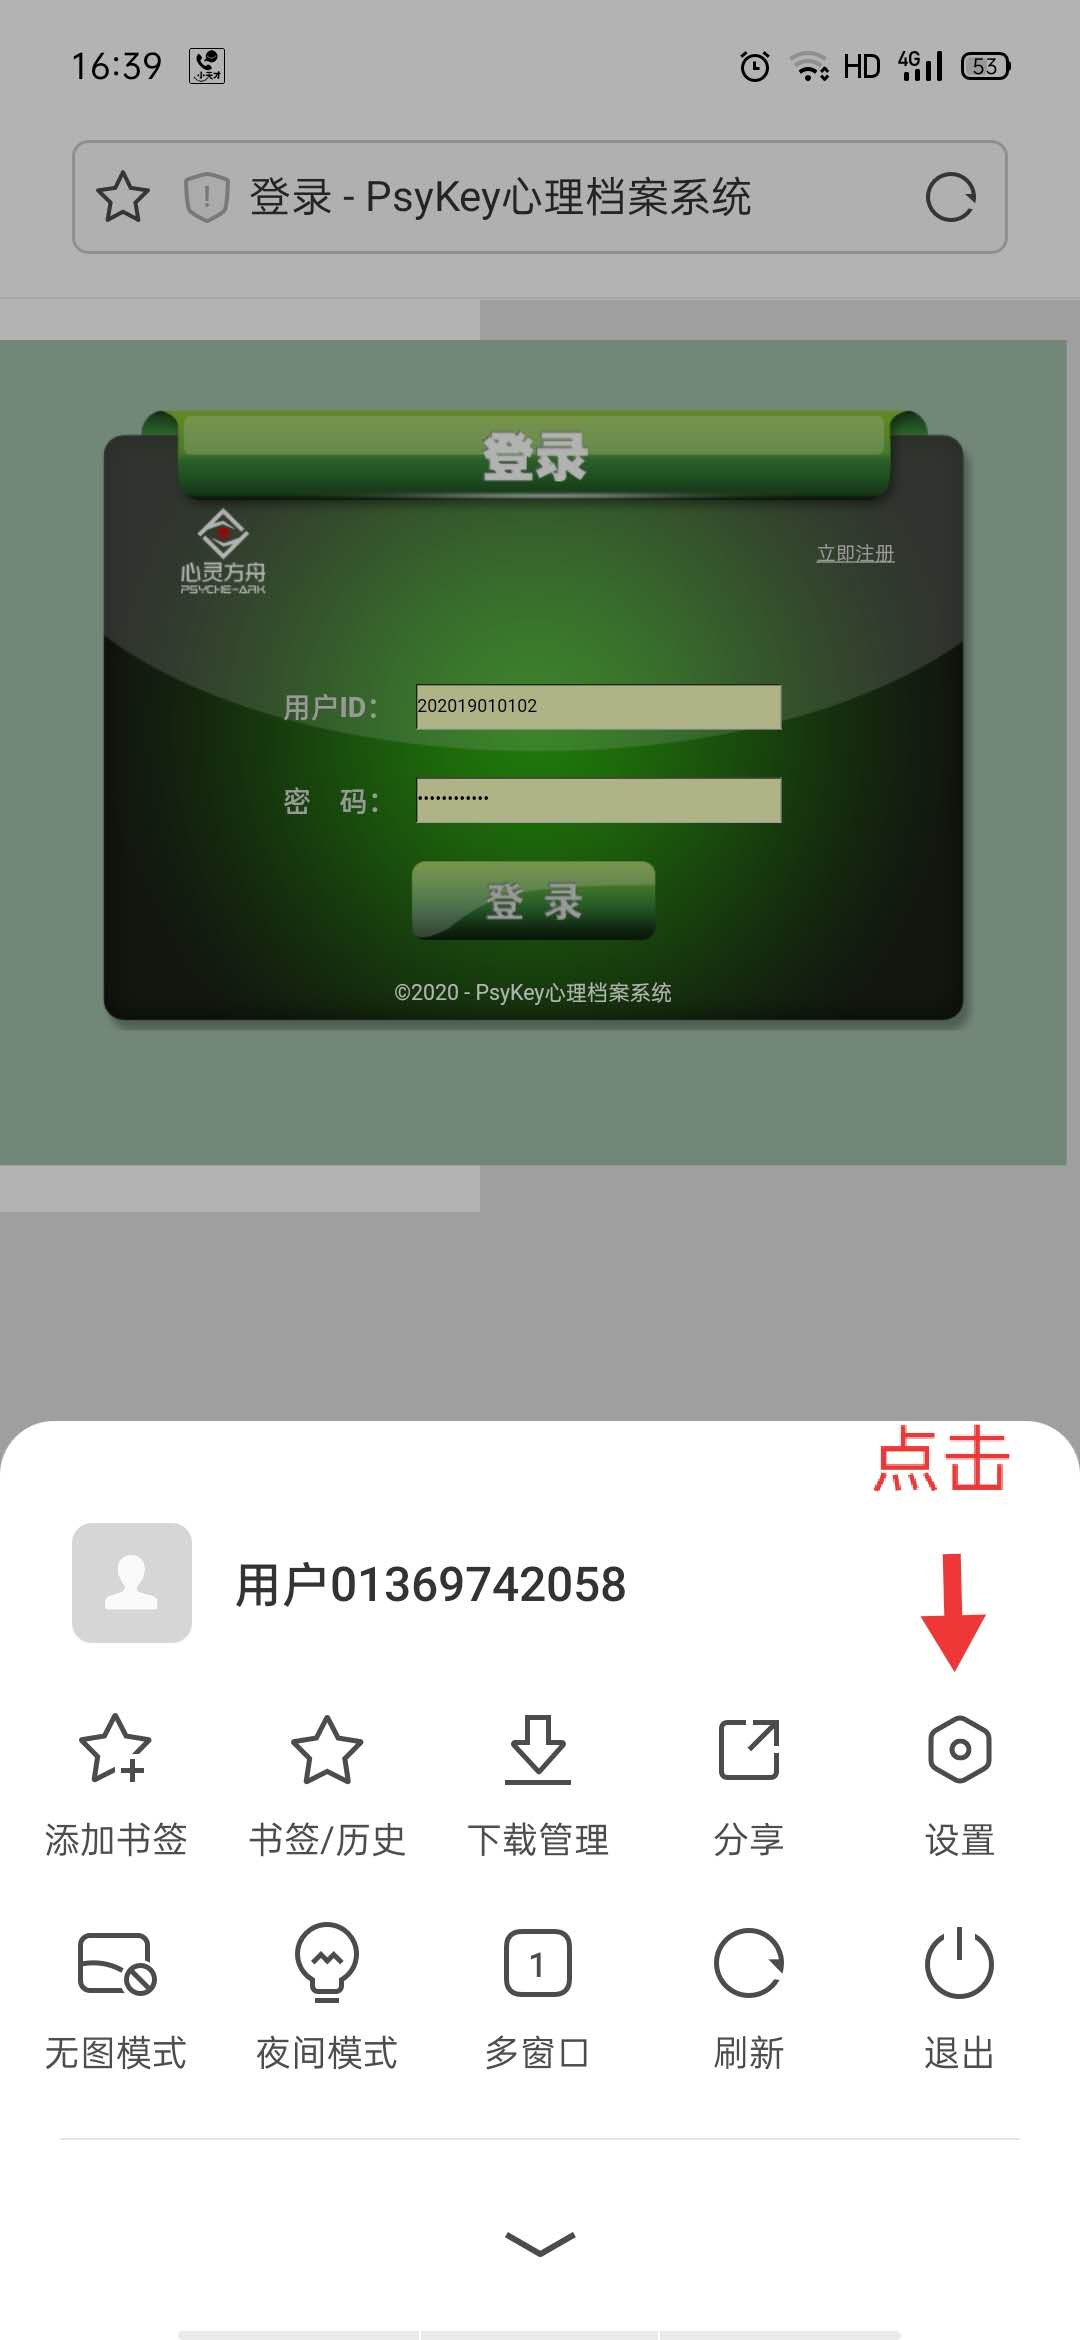 16:39
小天才
HD
4G
53
登录 - PsyKey心理档案系统
登录
心灵方舟
PSYCHE-ARK
立即注册
用户ID：
202019010102
密 码：
••••••••••••
登 录
©2020 - PsyKey心理档案系统
点击
用户01369742058
添加书签
书签/历史
下载管理
分享
设置
1
无图模式
夜间模式
多窗口
刷新
退出